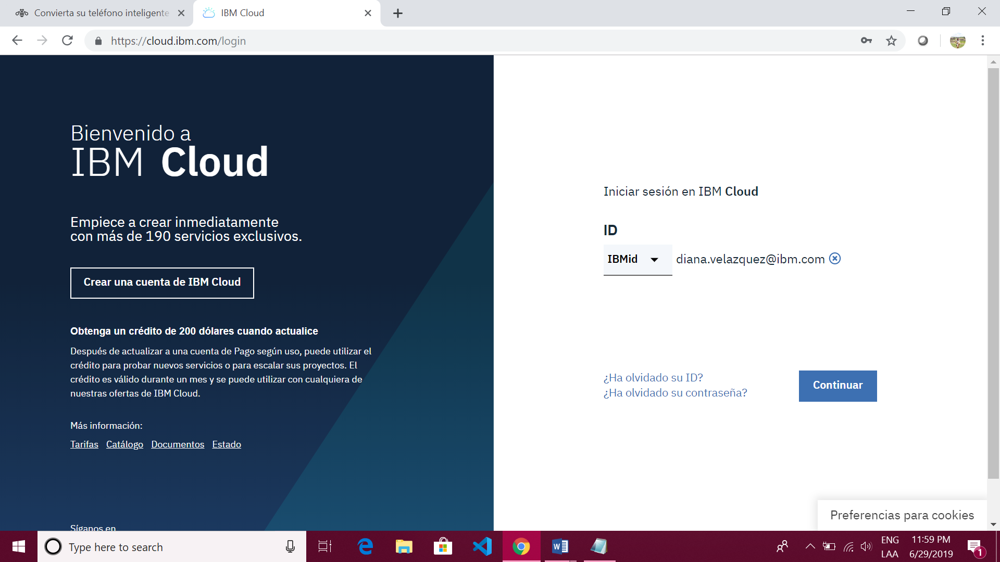 Convierta su teléfono inteligente
IBM Cloud
https://cloud.ibm.com/login
Bienvenido a
IBM Cloud
Empiece a crear inmediatamente
con más de 190 servicios exclusivos.
Crear una cuenta de IBM Cloud
Obtenga un crédito de 200 dólares cuando actualice
Después de actualizar a una cuenta de Pago según uso, puede utilizar el
crédito para probar nuevos servicios o para escalar sus proyectos. El
crédito es válido durante un mes y se puede utilizar con cualquiera de
nuestras ofertas de IBM Cloud.
Más información:
Tarifas Catálogo Documentos Estado
Síganos en
Iniciar sesión en IBM Cloud
ID
IBMid diana.velazquez@ibm.com
¿Ha olvidado su ID?
¿Ha olvidado su contraseña?
Continuar
Preferencias para cookies
Type here to search
ENG
LAA
11:59 PM
6/29/2019
1